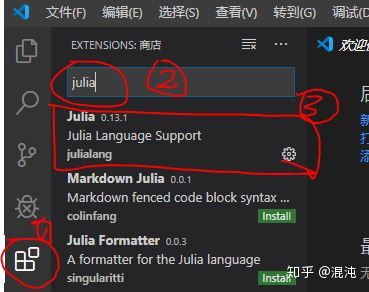 文件(F) 编辑(E) 选择(S) 查看(V) 转到(G) 调试(D)
EXTENSIONS: 商店
欢迎
julia
②
③
Julia 0.13.1
Julia Language Support
julialang
Markdown Julia 0.0.1
Markdown fenced code block syntax ...
colinfang
Install
Julia Formatter 0.0.3
A formatter for the Julia language
singularitti
Install
知乎 @混沌